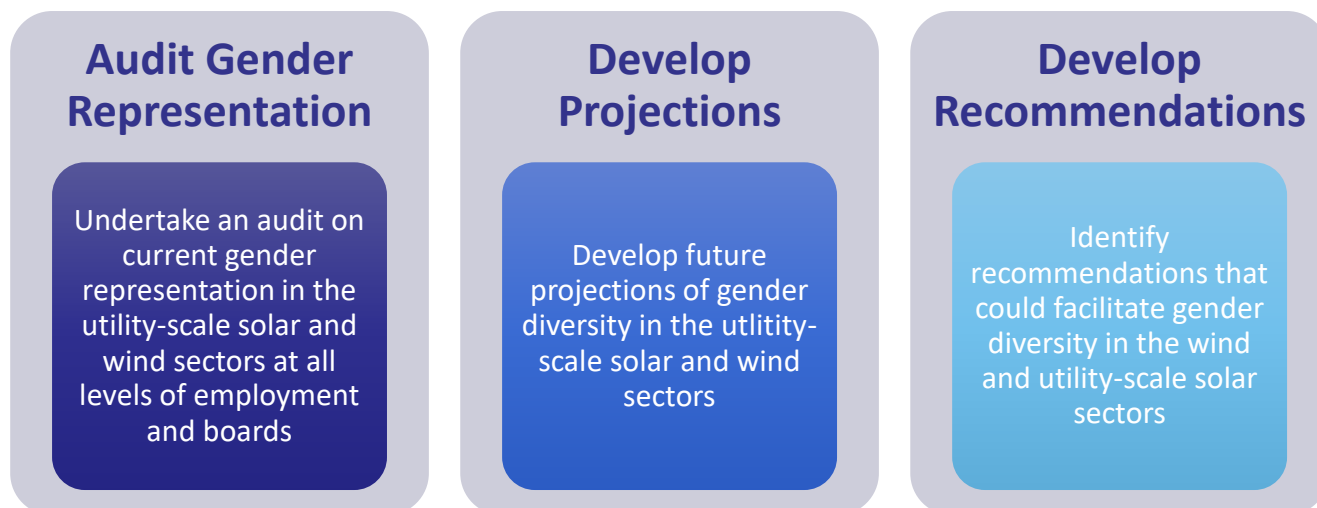 Audit Gender
Representation
Undertake an audit on
current gender
representation in the
utility-scale solar and
wind sectors at all
levels of employment
and boards
Develop
Projections
Develop future
projections of gender
diversity in the utlitity-
scale solar and wind
sectors
Develop
Recommendations
Identify
recommendations that
could facilitate gender
diversity in the wind
and utility-scale solar
sectors